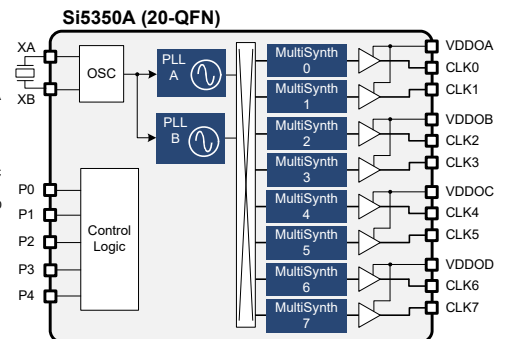 Si5350A (20-QFN)
XA
XB
OSC
PLL
A
PLL
B
P0
P1
P2
P3
P4
Control
Logic
MultiSynth
0
MultiSynth
1
MultiSynth
2
MultiSynth
3
MultiSynth
4
MultiSynth
5
MultiSynth
6
MultiSynth
7
VDDOA
CLK0
CLK1
VDDOB
CLK2
CLK3
VDDOC
CLK4
CLK5
VDDOD
CLK6
CLK7